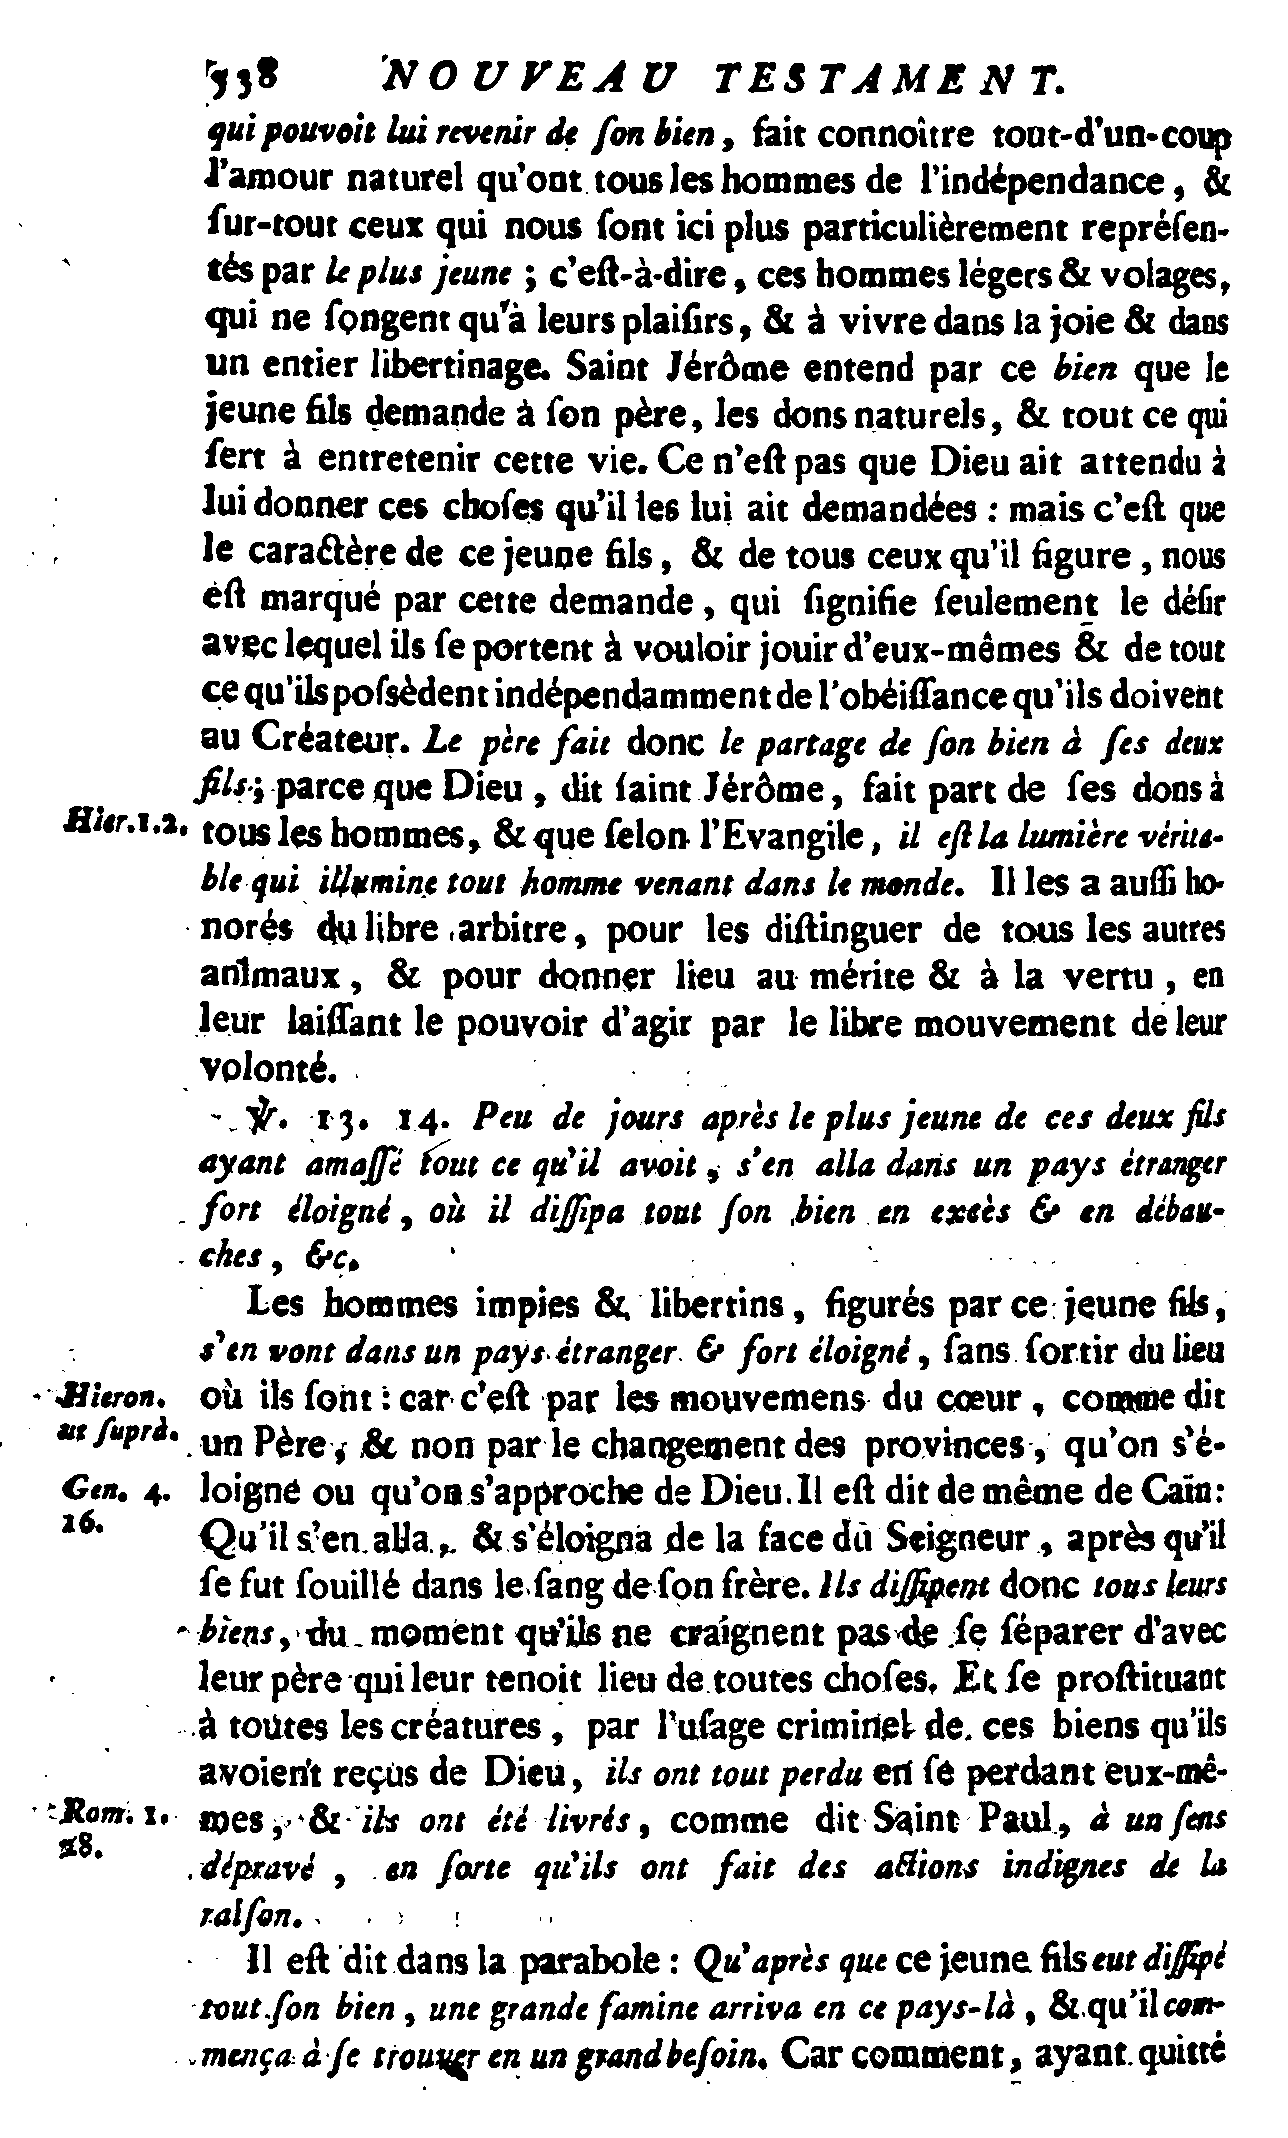 338 NOUVEAU TESTAMENT.
qui pouvoit lui revenir de ſon bien, fait connoître tout-d'un-coup
l'amour naturel qu'ont tous les hommes de l'indépendance, &
ſur-tout ceux qui nous ſont ici plus particulièrement repréſen-
tés par le plus jeune ; c'eſt-à-dire, ces hommes légers & volages,
qui ne ſongent qu'à leurs plaiſirs, & à vivre dans la joie & dans
un entier libertinage. Saint Jérôme entend par ce bien que le
jeune fils demande à ſon père, les dons naturels, & tout ce qui
ſert à entretenir cette vie. Ce n'eſt pas que Dieu ait attendu à
lui donner ces choſes qu'il les lui ait demandées : mais c'eſt que
le caractère de ce jeune fils, & de tous ceux qu'il figure, nous
eſt marqué par cette demande, qui ſignifie ſeulement le déſir
avec lequel ils ſe portent à vouloir jouir d'eux-mêmes & de tout
ce qu'ils poſsèdent indépendamment de l'obéiſſance qu'ils doivent
au Créateur. Le père fait donc le partage de ſon bien à ſes deux
fils ; parce que Dieu, dit ſaint Jérôme, fait part de ſes dons à
Hier. 1. 2. tous les hommes, & que ſelon l'Evangile, il eſt la lumière vérita-
ble qui illumine tout homme venant dans le monde. Il les a auſſi ho-
norés du libre arbitre, pour les diſtinguer de tous les autres
animaux, & pour donner lieu au mérite & à la vertu, en
leur laiſſant le pouvoir d'agir par le libre mouvement de leur
volonté.
℣. 13. 14. Peu de jours après le plus jeune de ces deux fils
ayant amaſſé tout ce qu'il avoit, s'en alla dans un pays étranger
fort éloigné, où il diſſipa tout ſon bien en excès & en débau-
ches, &c.
Les hommes impies & libertins, figurés par ce jeune fils,
s'en vont dans un pays étranger & fort éloigné, ſans ſortir du lieu
Hieron. où ils ſont : car c'eſt par les mouvemens du cœur, comme dit
ut ſuprà. un Père, & non par le changement des provinces, qu'on s'é-
Gen. 4. loigne ou qu'on s'approche de Dieu. Il eſt dit de même de Caïn :
16. Qu'il s'en alla, & s'éloigna de la face du Seigneur, après qu'il
ſe fut ſouillé dans le ſang de ſon frère. Ils diſſipent donc tous leurs
biens, du moment qu'ils ne craignent pas de ſe ſéparer d'avec
leur père qui leur tenoit lieu de toutes choſes. Et ſe proſtituant
à toutes les créatures, par l'uſage criminel de ces biens qu'ils
avoient reçus de Dieu, ils ont tout perdu en ſe perdant eux-mê-
Rom. 1. mes, & ils ont été livrés, comme dit Saint Paul, à un ſens
28. dépravé, en ſorte qu'ils ont fait des actions indignes de la
raiſon.
Il eſt dit dans la parabole : Qu'après que ce jeune fils eut diſſipé
tout ſon bien, une grande famine arriva en ce pays-là, & qu'il com-
mença à ſe trouver en un grand beſoin. Car comment, ayant quitté